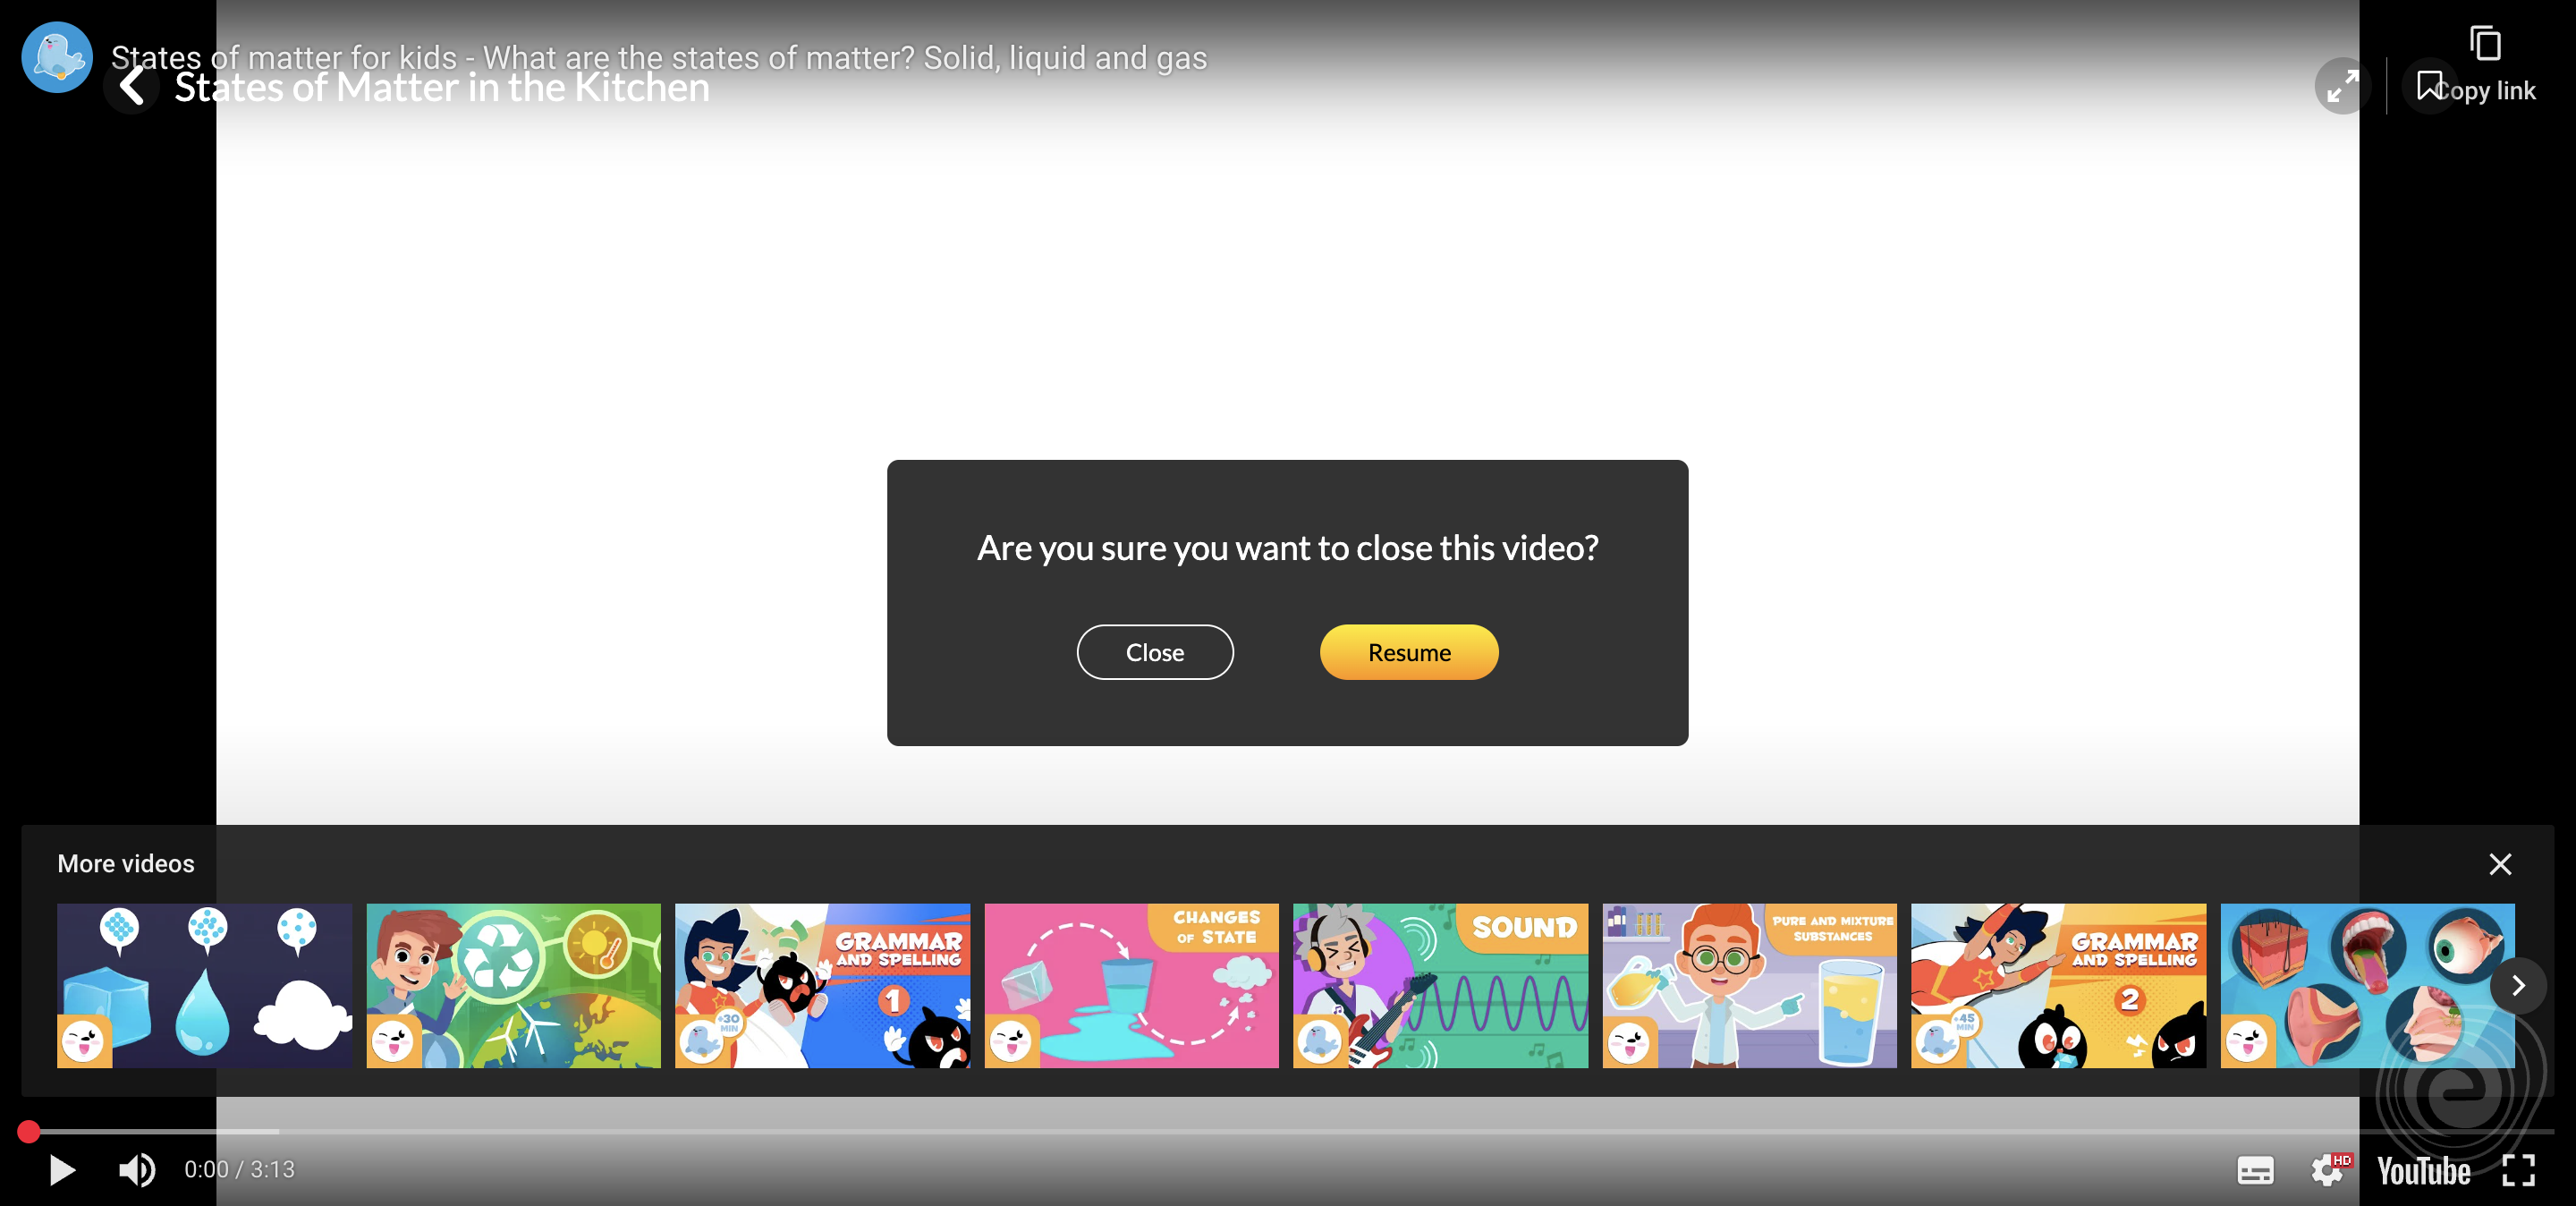 States of matter for kids - What are the states of matter? Solid, liquid and gas
States of Matter in the Kitchen
Copy link
Are you sure you want to close this video?
Close
Resume
More videos
GRAMMAR
AND SPELLING
1
+30
MIN
CHANGES
OF STATE
SOUND
PURE AND MIXTURE
SUBSTANCES
GRAMMAR
AND SPELLING
2
+45
MIN
0:00 / 3:13
HD
YouTube